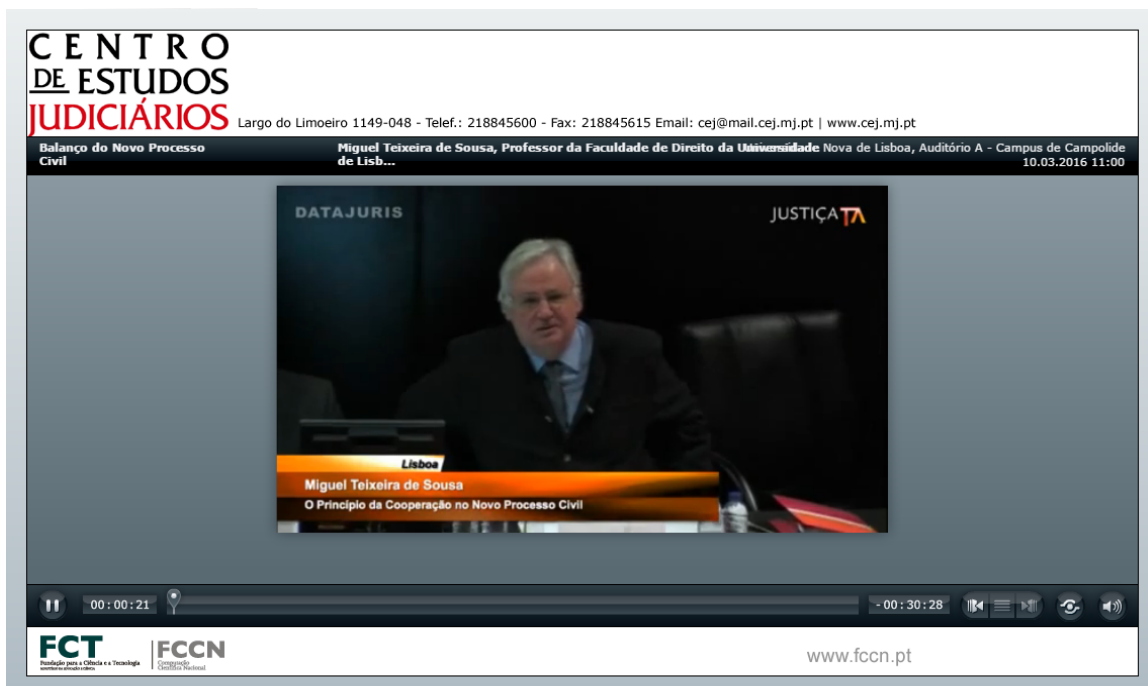 CENTRO
DE ESTUDOS
JUDICIÁRIOS
Largo do Limoeiro 1149-048 - Telef.: 218845600 - Fax: 218845615 Email: cej@mail.cej.mj.pt | www.cej.mj.pt
Balanço do Novo Processo
Civil
Miguel Teixeira de Sousa, Professor da Faculdade de Direito da Universidade
de Lisb...
Nova de Lisboa, Auditório A - Campus de Campolide
10.03.2016 11:00
DATAJURIS
JUSTIÇA
Lisboa
Miguel Teixeira de Sousa
O Princípio da Cooperação no Novo Processo Civil
00:00:21
-00:30:28
FCT
Fundação para a Ciência e a Tecnologia
FCCN
Computação
Científica Nacional
www.fccn.pt